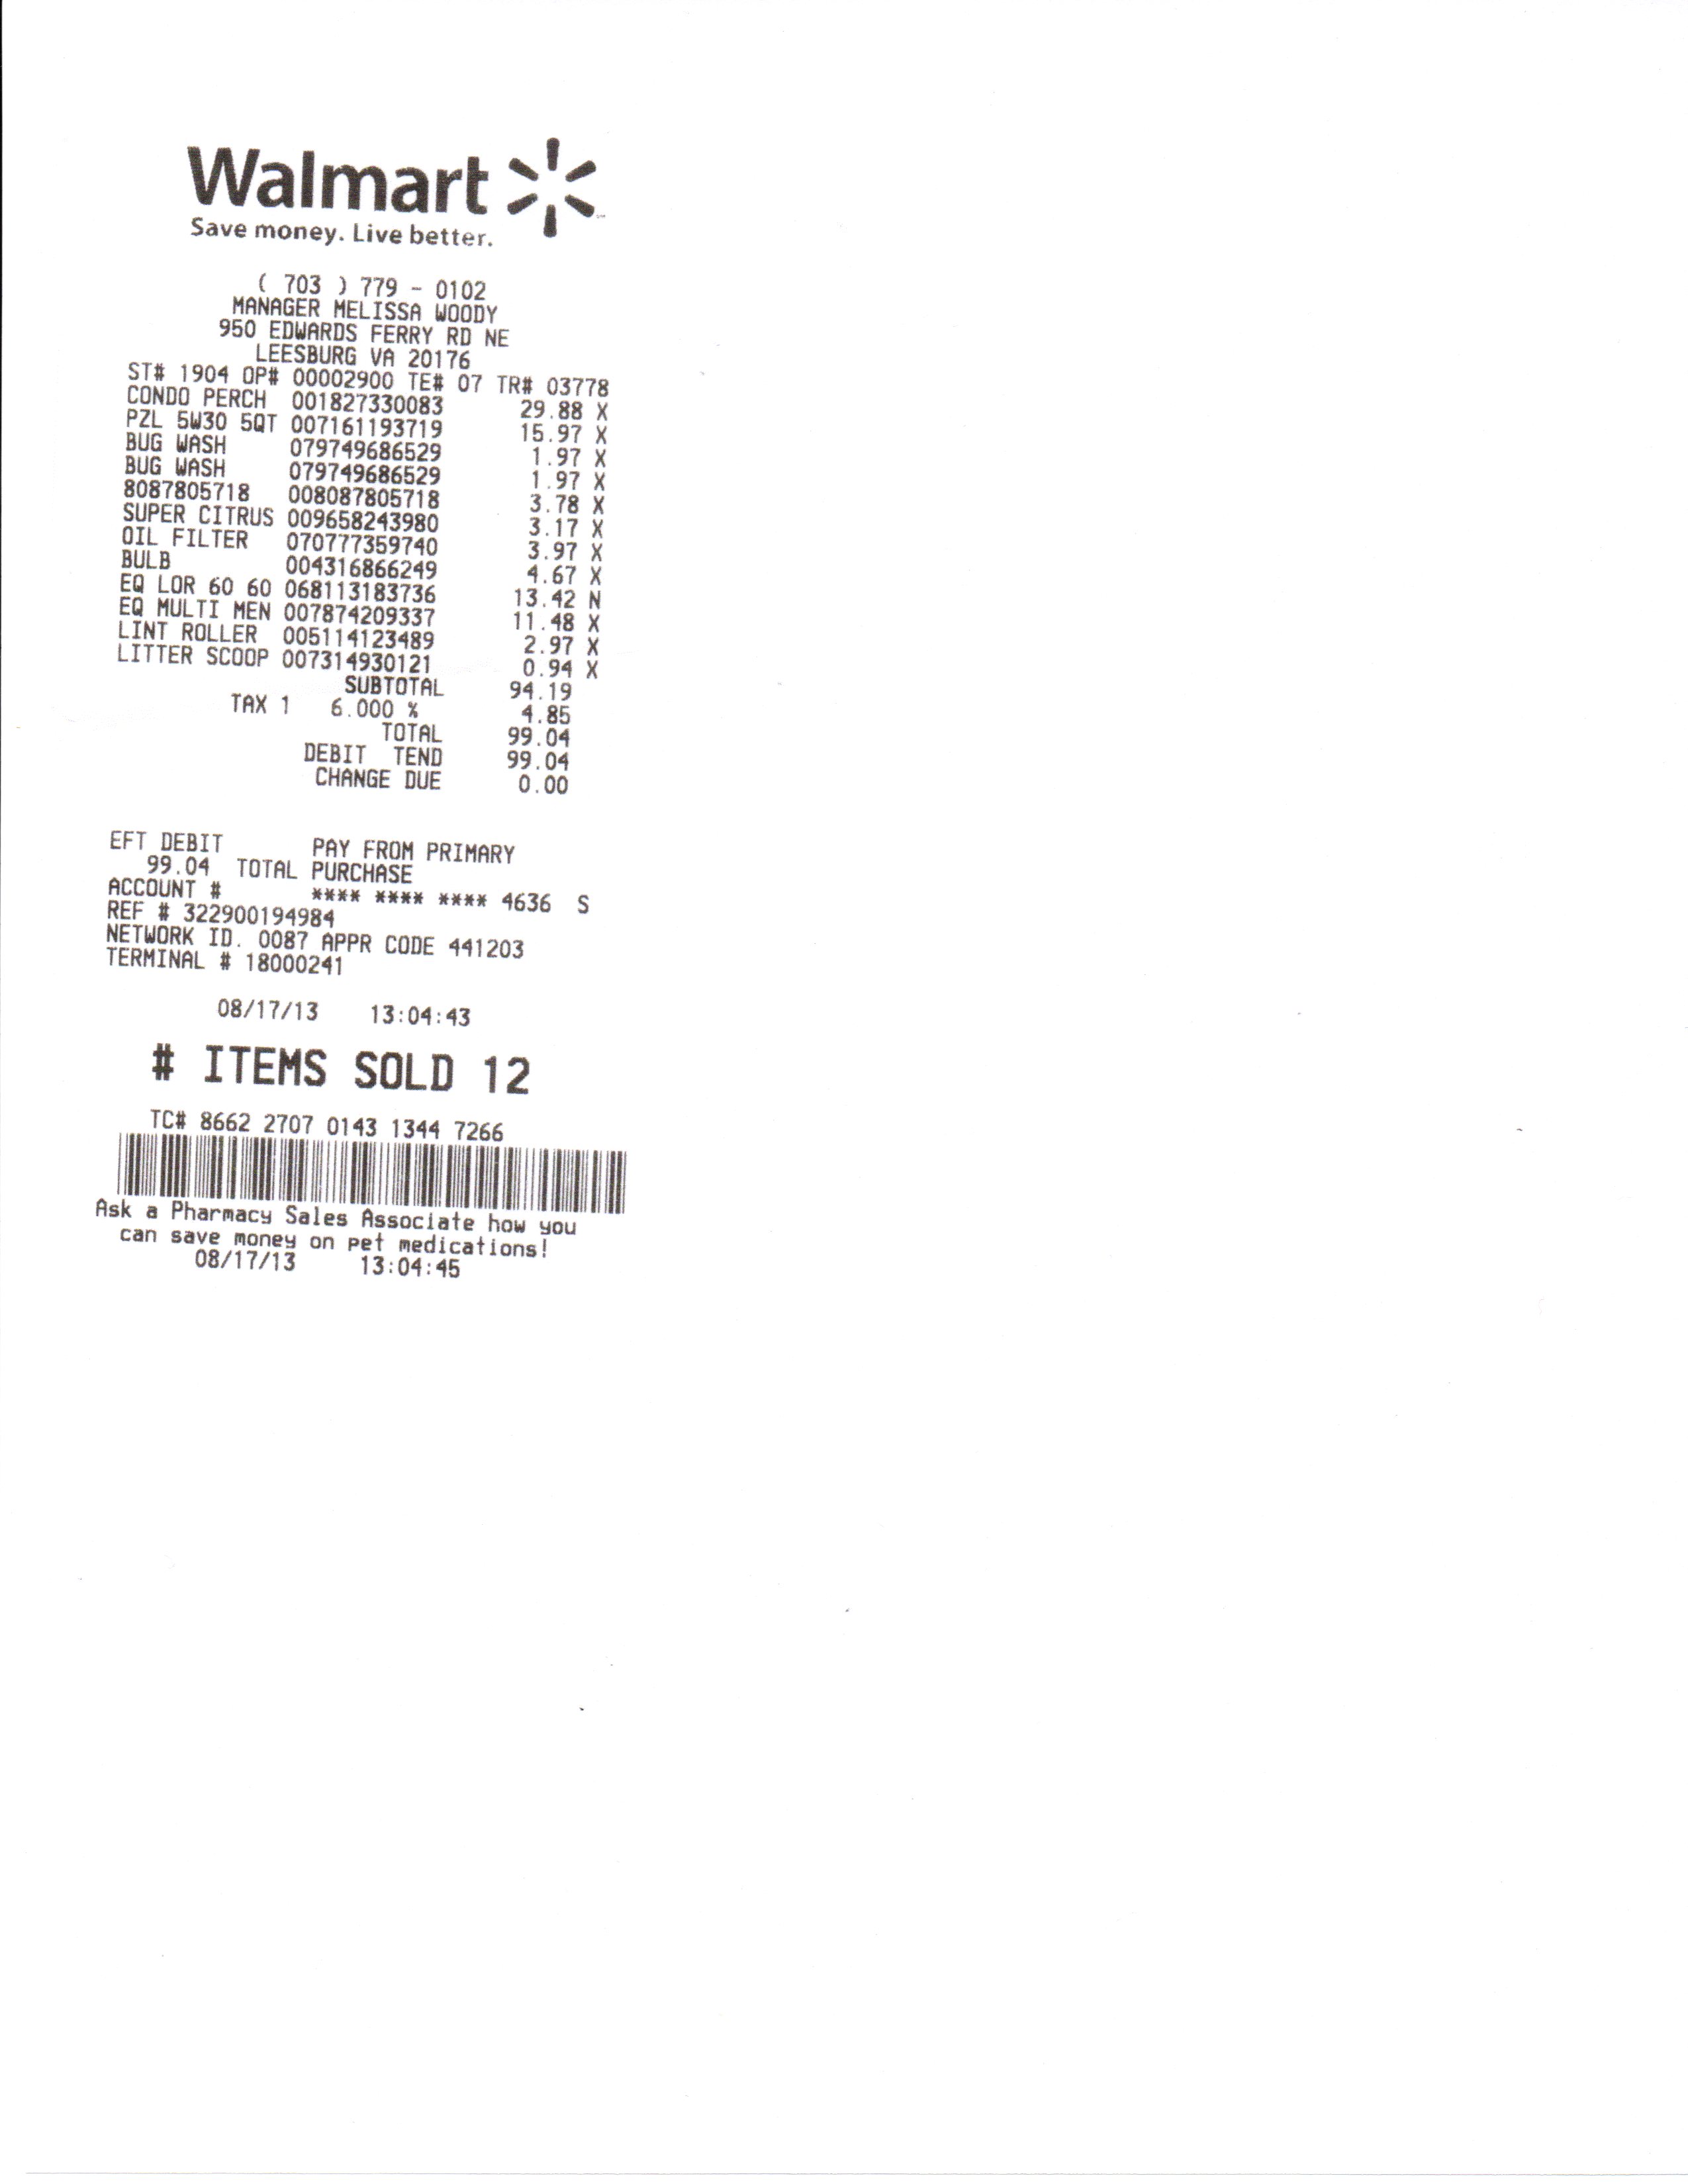 Walmart
Save money. Live better.
( 703 ) 779 - 0102
MANAGER MELISSA WOODY
950 EDWARDS FERRY RD NE
LEESBURG VA 20176
ST# 1904 OP# 00002900 TE# 07 TR# 03778
CONDO PERCH 001827330083 29.88 X
PZL 5W30 5QT 007161193719 15.97 X
BUG WASH 079749686529 1.97 X
BUG WASH 079749686529 1.97 X
8087805718 008087805718 3.78 X
SUPER CITRUS 009658243980 3.17 X
OIL FILTER 070777359740 3.97 X
BULB 004316866249 4.67 X
EQ LOR 60 60 068113183736 13.42 N
EQ MULTI MEN 007874209337 11.48 X
LINT ROLLER 005114123489 2.97 X
LITTER SCOOP 007314930121 0.94 X
SUBTOTAL 94.19
TAX 1 6.000 % 4.85
TOTAL 99.04
DEBIT TEND 99.04
CHANGE DUE 0.00
EFT DEBIT PAY FROM PRIMARY
99.04 TOTAL PURCHASE
ACCOUNT # **** **** **** 4636 S
REF # 322900194984
NETWORK ID. 0087 APPR CODE 441203
TERMINAL # 18000241
08/17/13 13:04:43
# ITEMS SOLD 12
TC# 8662 2707 0143 1344 7266
Ask a Pharmacy Sales Associate how you
can save money on pet medications!
08/17/13 13:04:45